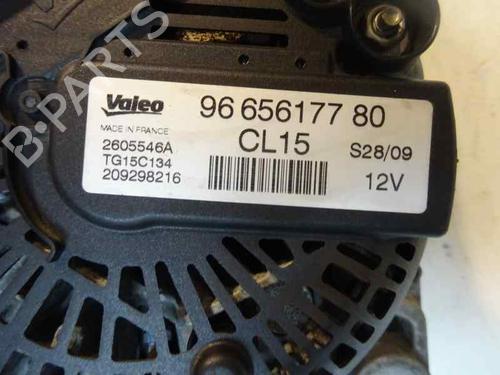 B-PARTS
Valeo
96 656177 80
MADE IN FRANCE
2605546A
CL15
S28/09
TG15C134
209298216
12V